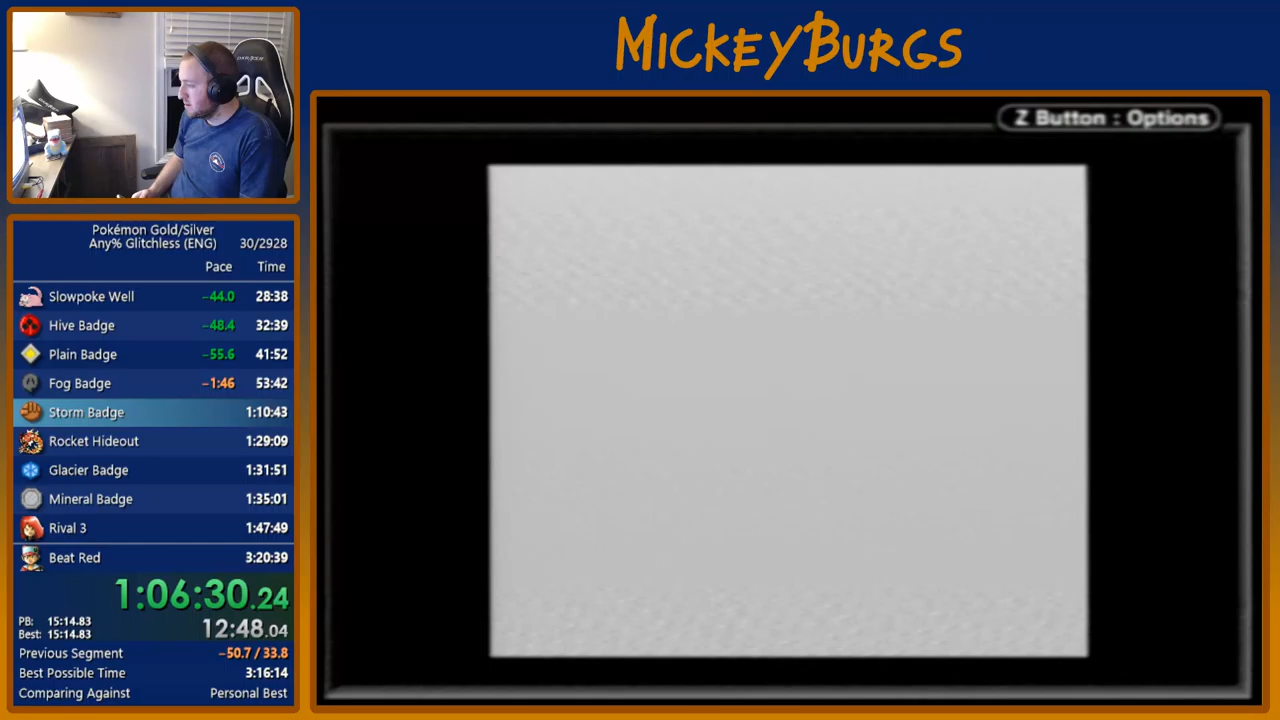 MickeyBurgs
Z Button : Options
Pokémon Gold/Silver
Any% Glitchless (ENG) 30/2928
Pace Time
Slowpoke Well −44.0 28:38
Hive Badge −48.4 32:39
Plain Badge −55.6 41:52
Fog Badge −1:46 53:42
Storm Badge 1:10:43
Rocket Hideout 1:29:09
Glacier Badge 1:31:51
Mineral Badge 1:35:01
Rival 3 1:47:49
Beat Red 3:20:39
1:06:30.24
PB: 15:14.83
Best: 15:14.83 12:48.04
Previous Segment −50.7 / 33.8
Best Possible Time 3:16:14
Comparing Against Personal Best